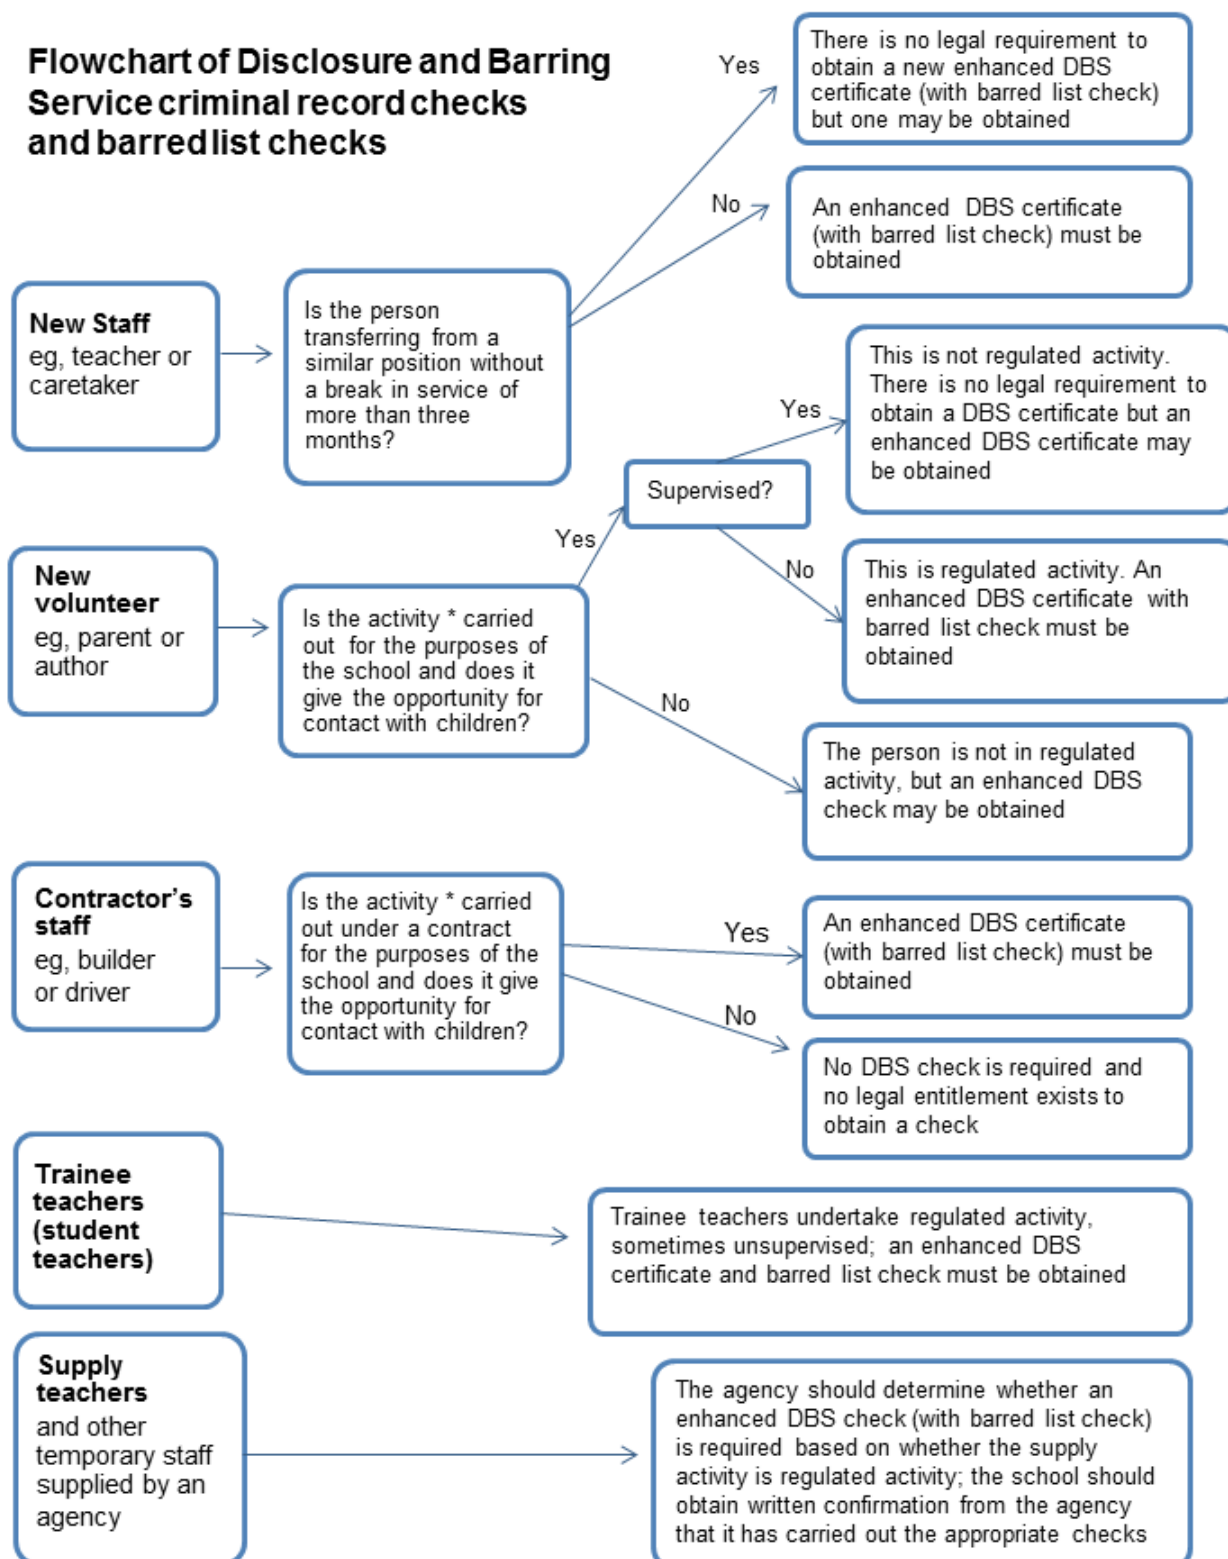 Flowchart of Disclosure and Barring
Service criminal record checks
and barred list checks
Yes
There is no legal requirement to
obtain a new enhanced DBS
certificate (with barred list check)
but one may be obtained
No
An enhanced DBS certificate
(with barred list check) must be
obtained
New Staff
eg, teacher or
caretaker
Is the person
transferring from a
similar position without
a break in service of
more than three
months?
New
volunteer
eg, parent or
author
Is the activity * carried
out for the purposes of
the school and does it
give the opportunity for
contact with children?
Yes
Supervised?
Yes
This is not regulated activity.
There is no legal requirement to
obtain a DBS certificate but an
enhanced DBS certificate may
be obtained
No
This is regulated activity. An
enhanced DBS certificate with
barred list check must be
obtained
No
The person is not in regulated
activity, but an enhanced DBS
check may be obtained
Contractor's
staff
eg, builder
or driver
Is the activity * carried
out under a contract
for the purposes of the
school and does it give
the opportunity for
contact with children?
Yes
An enhanced DBS certificate
(with barred list check) must be
obtained
No
No DBS check is required and
no legal entitlement exists to
obtain a check
Trainee
teachers
(student
teachers)
Trainee teachers undertake regulated activity,
sometimes unsupervised; an enhanced DBS
certificate and barred list check must be obtained
Supply
teachers
and other
temporary staff
supplied by an
agency
The agency should determine whether an
enhanced DBS check (with barred list check)
is required based on whether the supply
activity is regulated activity; the school should
obtain written confirmation from the agency
that it has carried out the appropriate checks